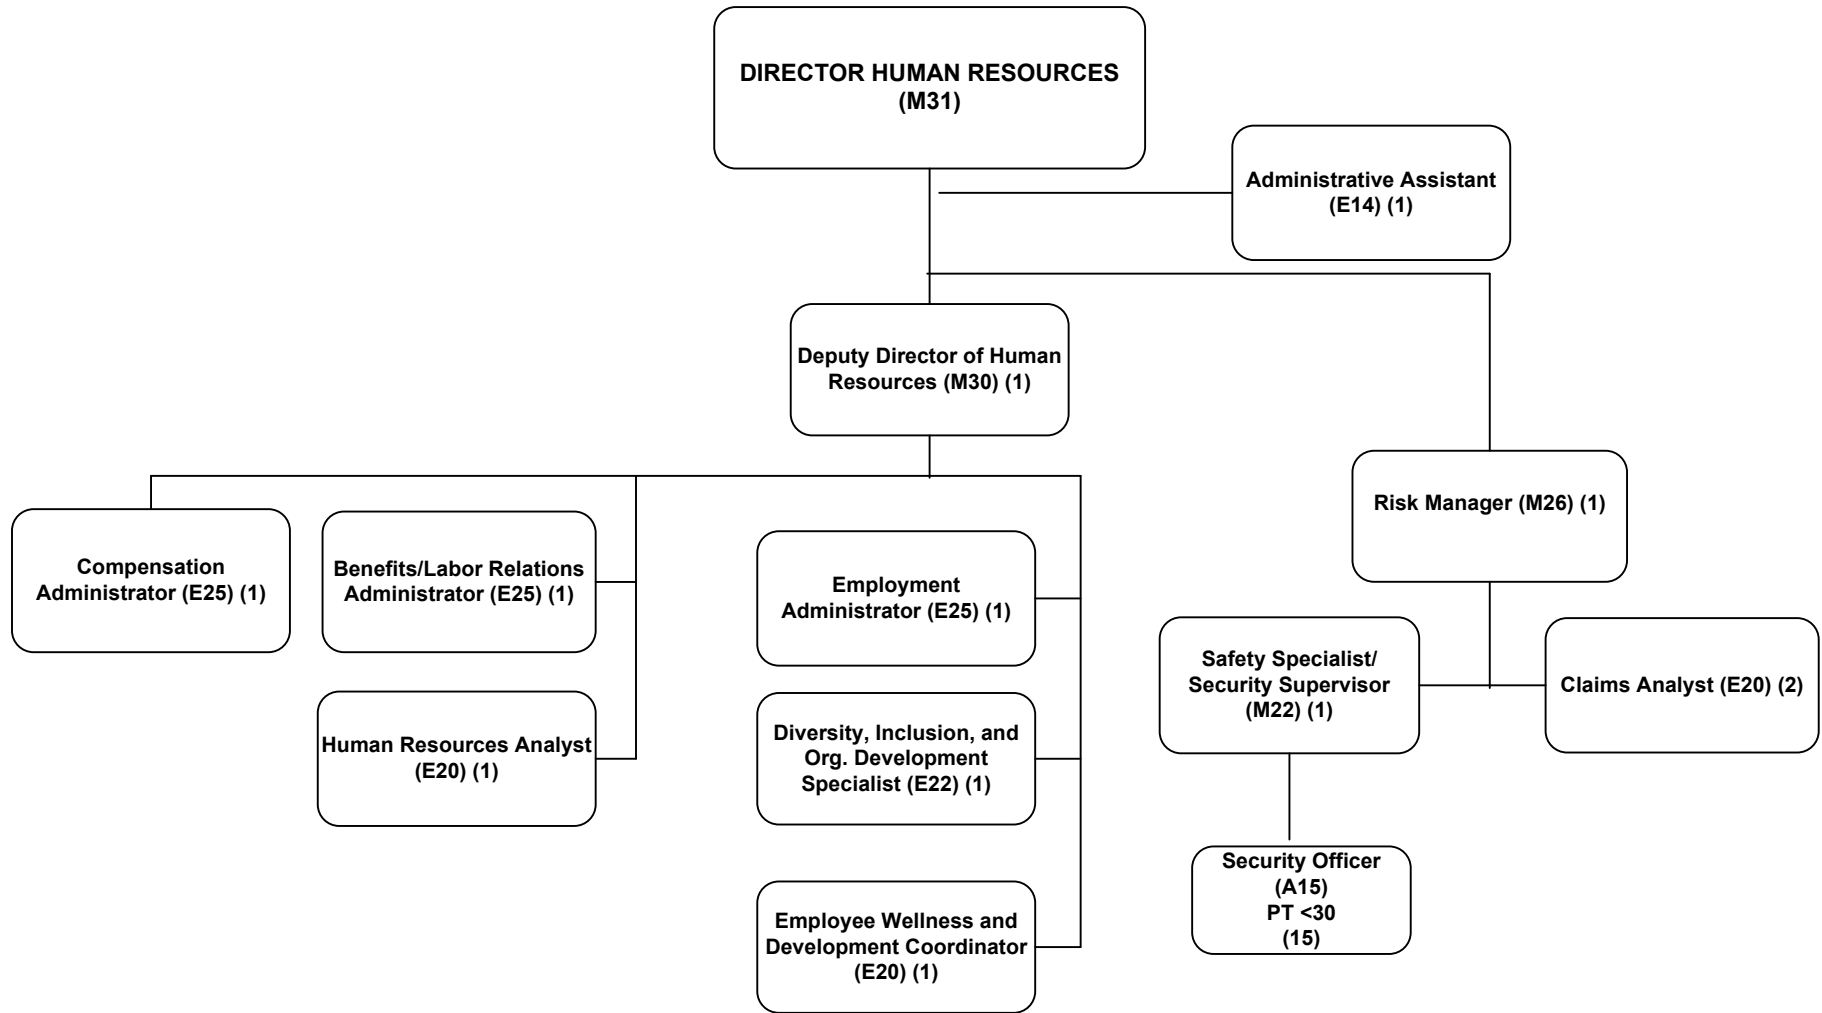 DIRECTOR HUMAN RESOURCES
(M31)
Administrative Assistant
(E14) (1)
Deputy Director of Human
Resources (M30) (1)
Risk Manager (M26) (1)
Compensation
Administrator (E25) (1)
Benefits/Labor Relations
Administrator (E25) (1)
Employment
Administrator (E25) (1)
Safety Specialist/
Security Supervisor
(M22) (1)
Claims Analyst (E20) (2)
Human Resources Analyst
(E20) (1)
Diversity, Inclusion, and
Org. Development
Specialist (E22) (1)
Security Officer
(A15)
PT <30
(15)
Employee Wellness and
Development Coordinator
(E20) (1)